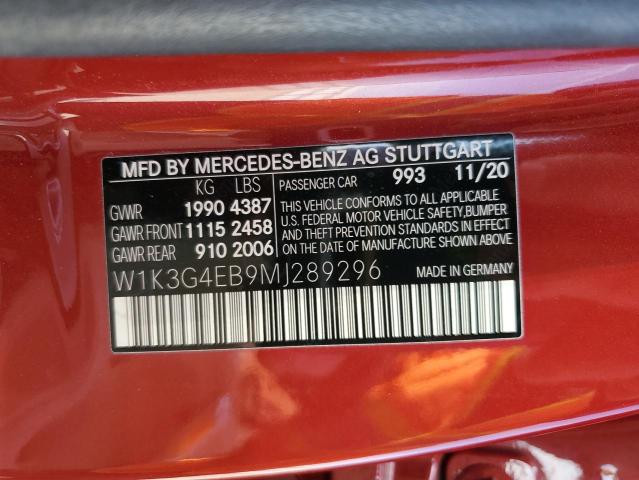 MFD BY MERCEDES-BENZ AG STUTTGART
KG LBS
GVWR 1990 4387
GAWR FRONT 1115 2458
GAWR REAR 910 2006
PASSENGER CAR 993 11/20
THIS VEHICLE CONFORMS TO ALL APPLICABLE
U.S. FEDERAL MOTOR VEHICLE SAFETY, BUMPER
AND THEFT PREVENTION STANDARDS IN EFFECT
ON THE DATE OF MANUFACTURE SHOWN ABOVE.
W1K3G4EB9MJ289296 MADE IN GERMANY